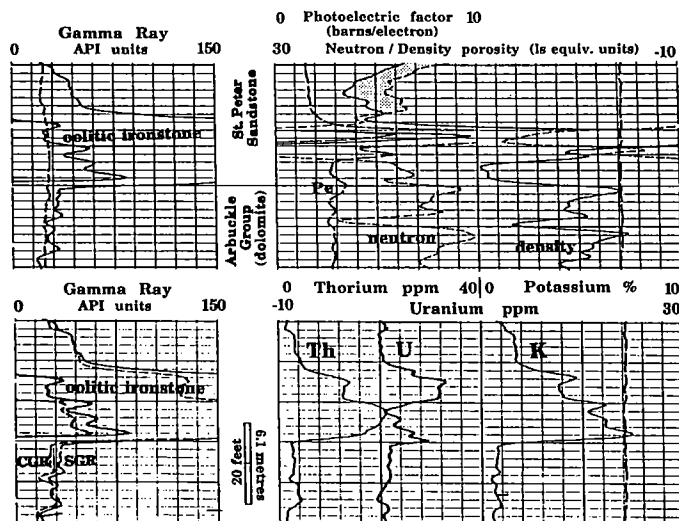 0 Photoelectric factor 10
(barns/electron)
Gamma Ray
0 API units 150
30 Neutron / Density porosity (ls equiv. units) -10
St. Peter
Sandstone
oolitic ironstone
Pe
Arbuckle
Group
(dolomite)
neutron
density
Gamma Ray
0 API units 150
Thorium ppm 40 0 Potassium % 10
-10 Uranium ppm 30
0
Th
U
K
oolitic ironstone
CGR
SGR
20 feet
6.1 metres